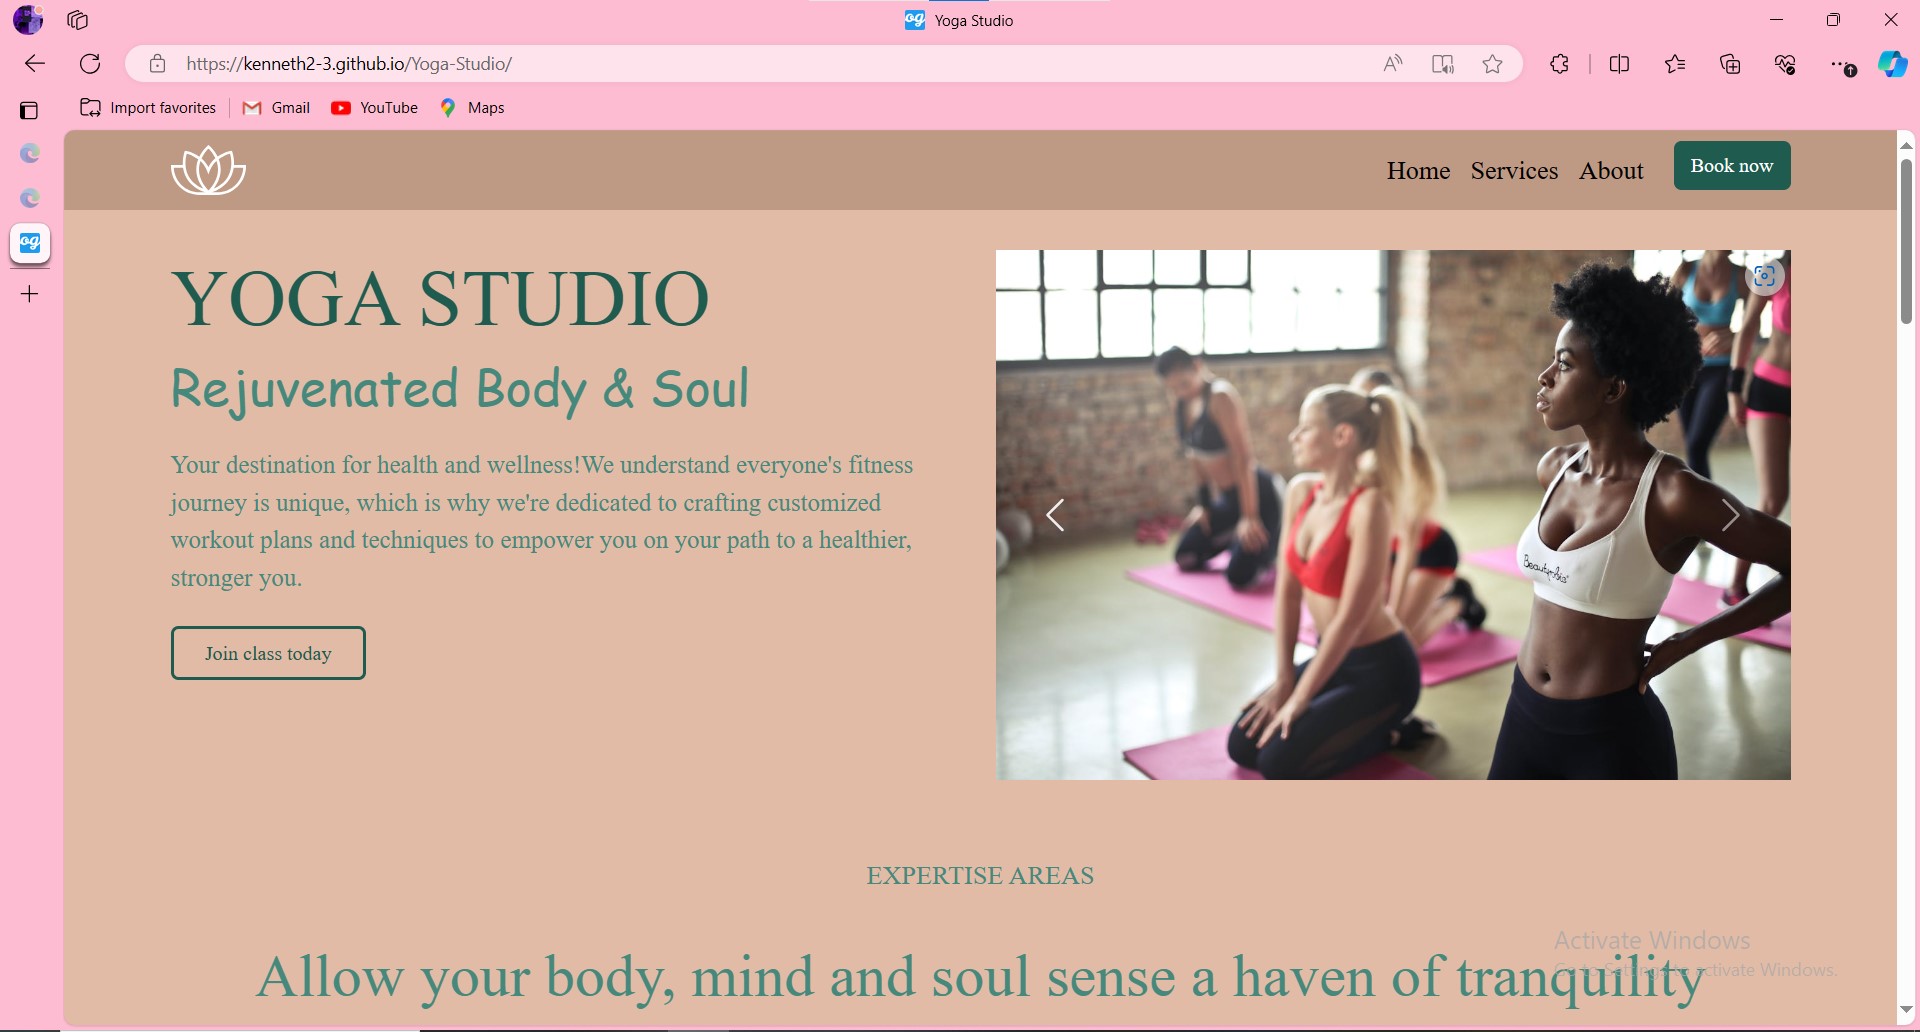 Yoga Studio
https://kenneth2-3.github.io/Yoga-Studio/
Import favorites
Gmail
YouTube
Maps
Home
Services
About
Book now
YOGA STUDIO
Rejuvenated Body & Soul
Your destination for health and wellness!We understand everyone's fitness
journey is unique, which is why we're dedicated to crafting customized
workout plans and techniques to empower you on your path to a healthier,
stronger you.
Join class today
EXPERTISE AREAS
Allow your body, mind and soul sense a haven of tranquility
Activate Windows
Go to Settings to activate Windows.